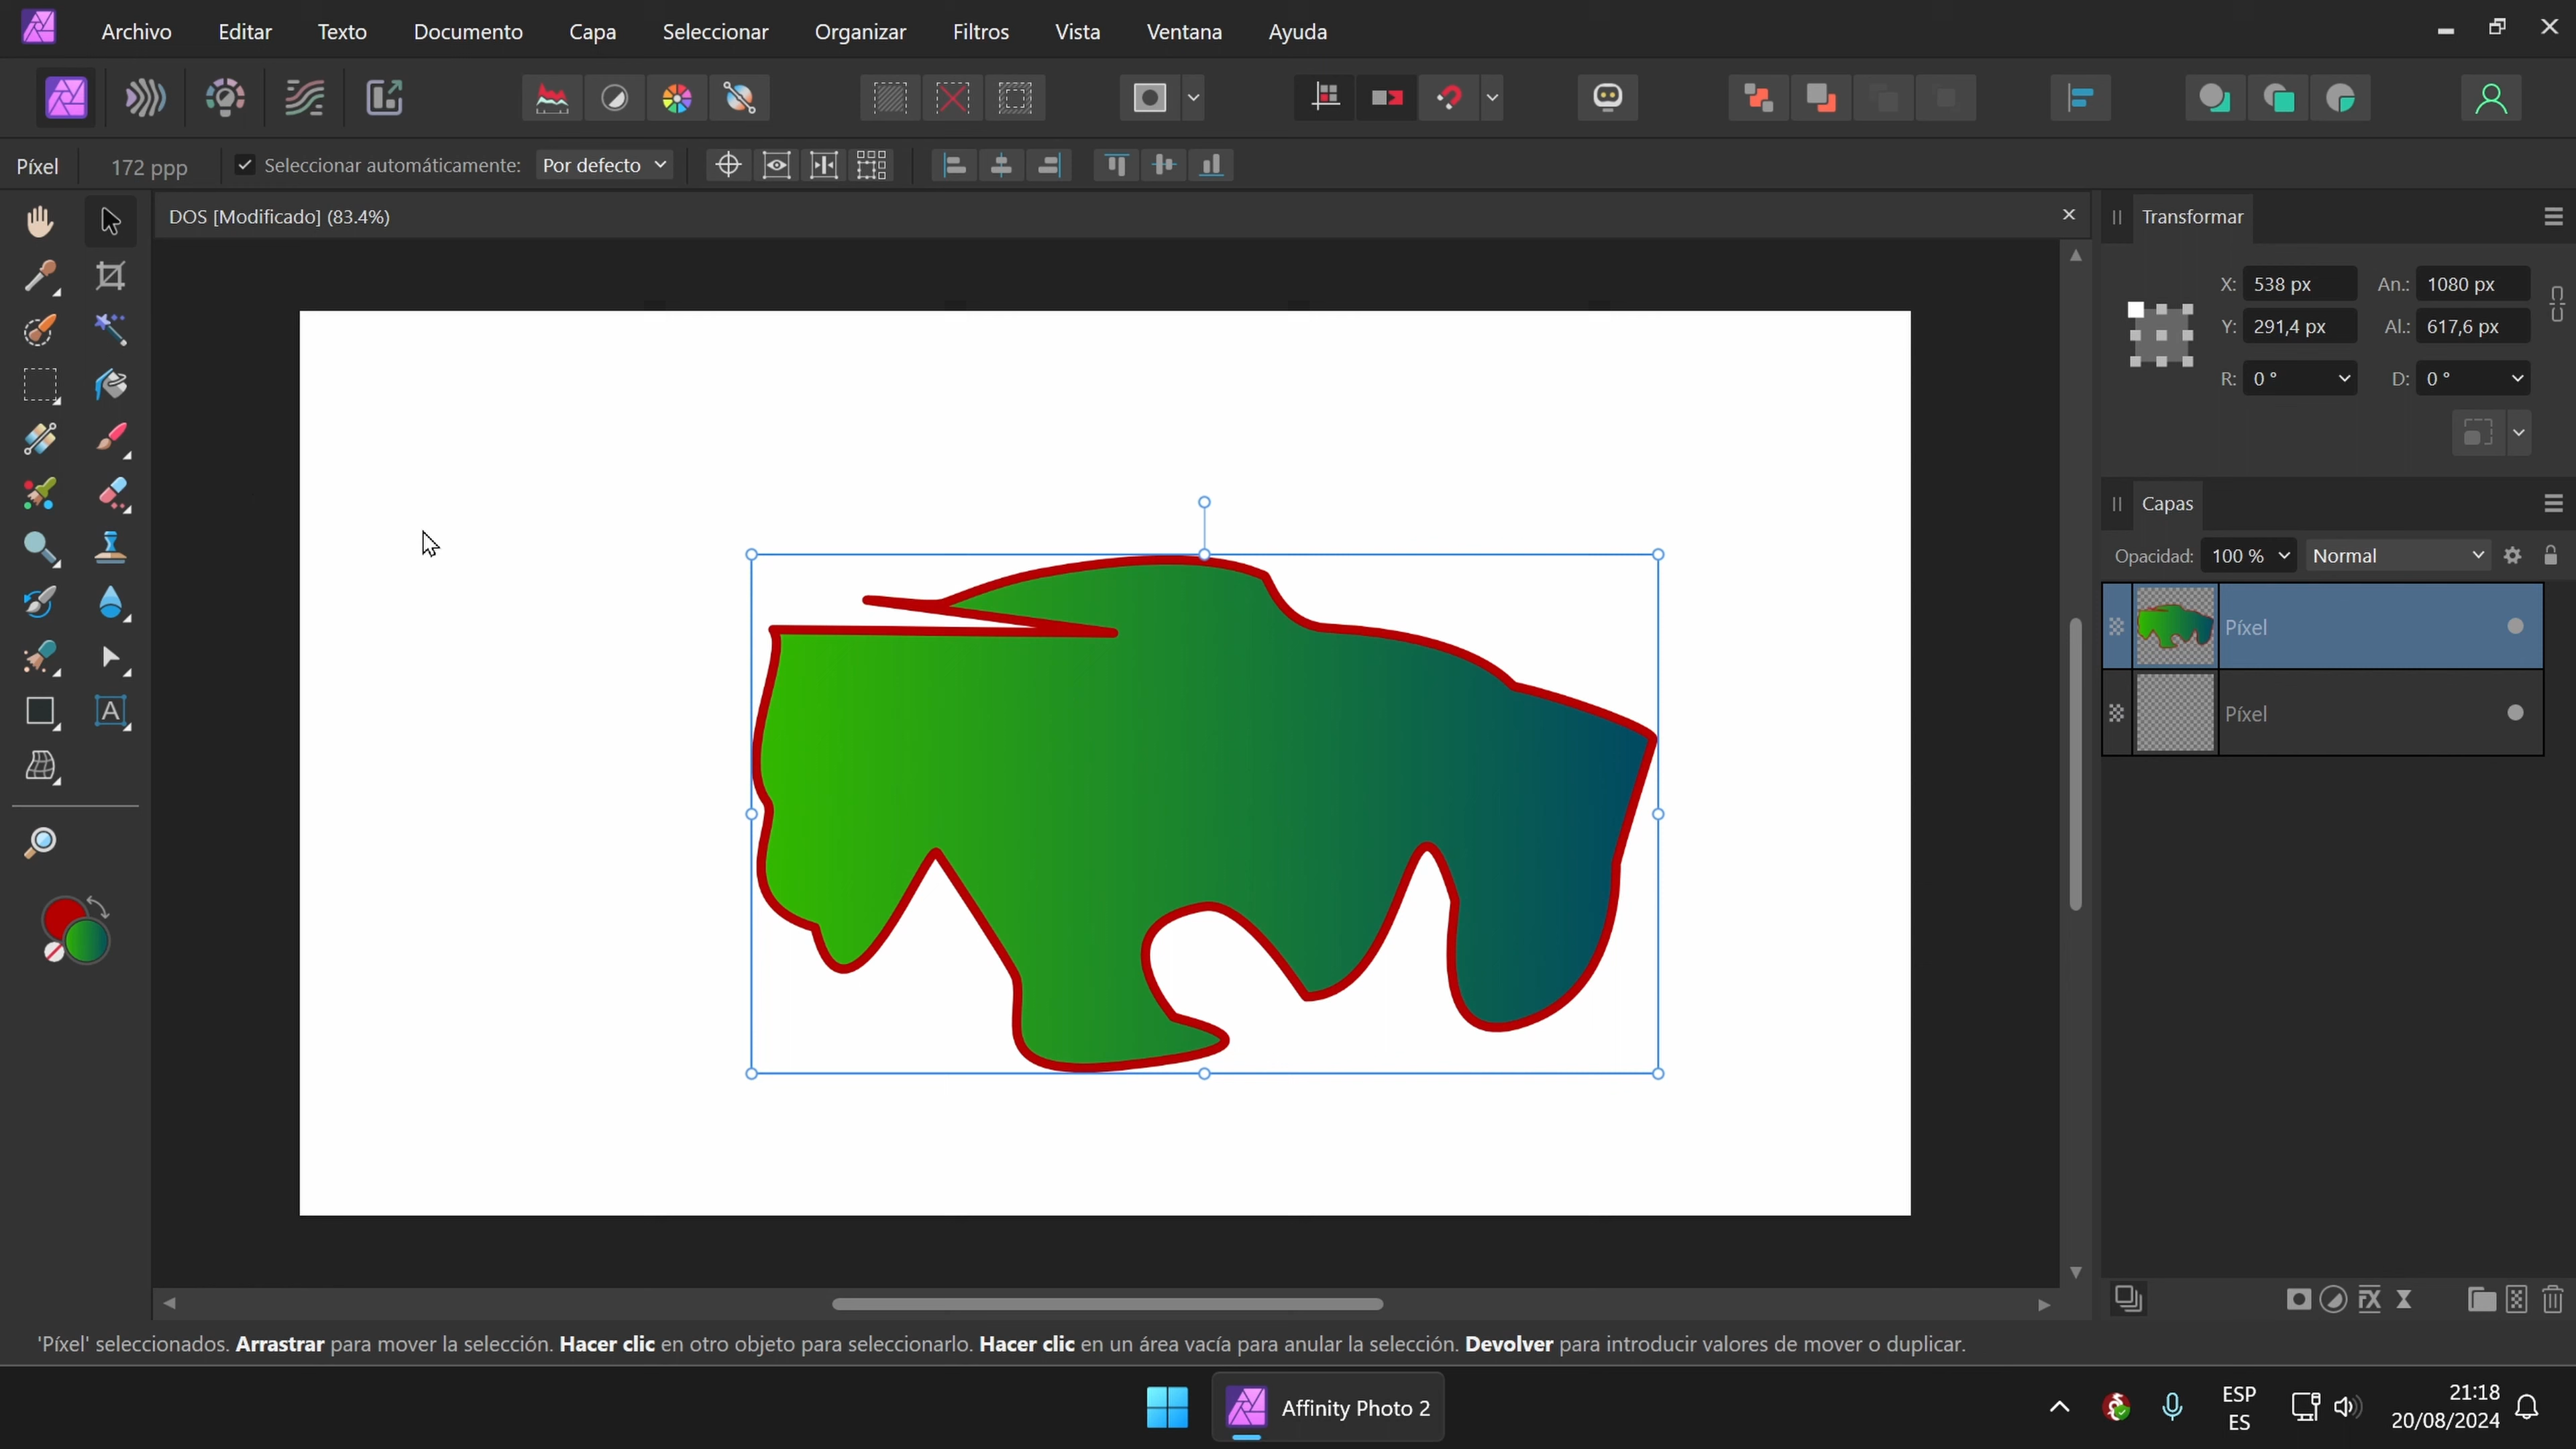 Archivo Editar Texto Documento Capa Seleccionar Organizar Filtros Vista Ventana Ayuda
Píxel 172 ppp Seleccionar automáticamente: Por defecto
DOS [Modificado] (83.4%)
Transformar
X: 538 px An.: 1080 px
Y: 291,4 px Al.: 617,6 px
R: 0 ° D: 0 °
Capas
Opacidad: 100 % Normal
Píxel
Píxel
A
'Píxel' seleccionados. Arrastrar para mover la selección. Hacer clic en otro objeto para seleccionarlo. Hacer clic en un área vacía para anular la selección. Devolver para introducir valores de mover o duplicar.
Affinity Photo 2
ESP
ES
21:18
20/08/2024